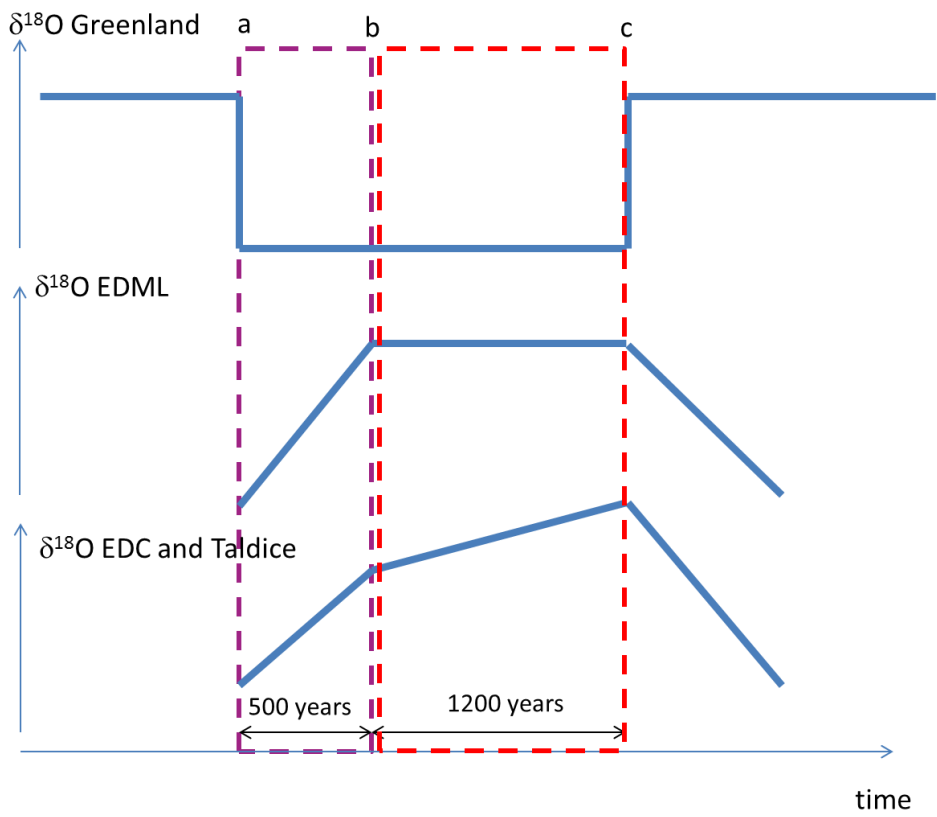 δ18O Greenland
a
b
c
δ18O EDML
δ18O EDC and Taldice
500 years
1200 years
time